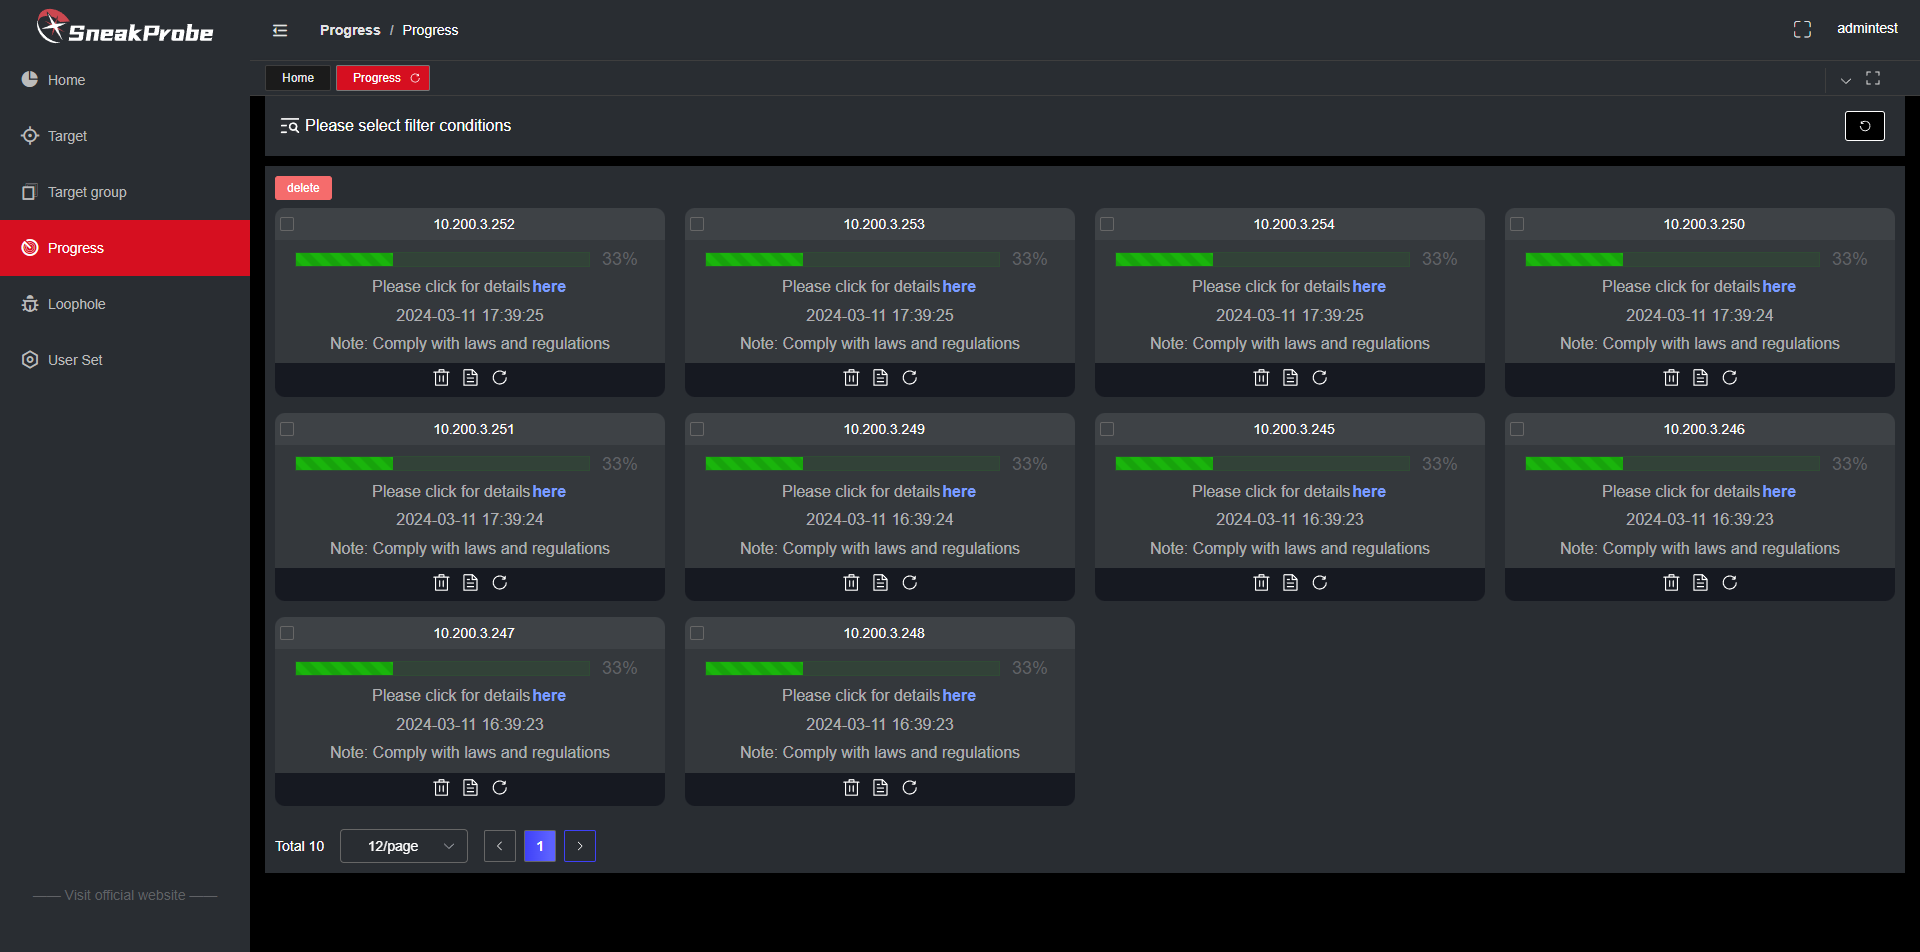 SneakProbe
Progress / Progress
admintest
Home
Target
Target group
Progress
Loophole
User Set
Visit official website
Home
Progress
Please select filter conditions
delete
10.200.3.252
33%
Please click for details here
2024-03-11 17:39:25
Note: Comply with laws and regulations
10.200.3.253
33%
Please click for details here
2024-03-11 17:39:25
Note: Comply with laws and regulations
10.200.3.254
33%
Please click for details here
2024-03-11 17:39:25
Note: Comply with laws and regulations
10.200.3.250
33%
Please click for details here
2024-03-11 17:39:24
Note: Comply with laws and regulations
10.200.3.251
33%
Please click for details here
2024-03-11 17:39:24
Note: Comply with laws and regulations
10.200.3.249
33%
Please click for details here
2024-03-11 16:39:24
Note: Comply with laws and regulations
10.200.3.245
33%
Please click for details here
2024-03-11 16:39:23
Note: Comply with laws and regulations
10.200.3.246
33%
Please click for details here
2024-03-11 16:39:23
Note: Comply with laws and regulations
10.200.3.247
33%
Please click for details here
2024-03-11 16:39:23
Note: Comply with laws and regulations
10.200.3.248
33%
Please click for details here
2024-03-11 16:39:23
Note: Comply with laws and regulations
Total 10
12/page
1